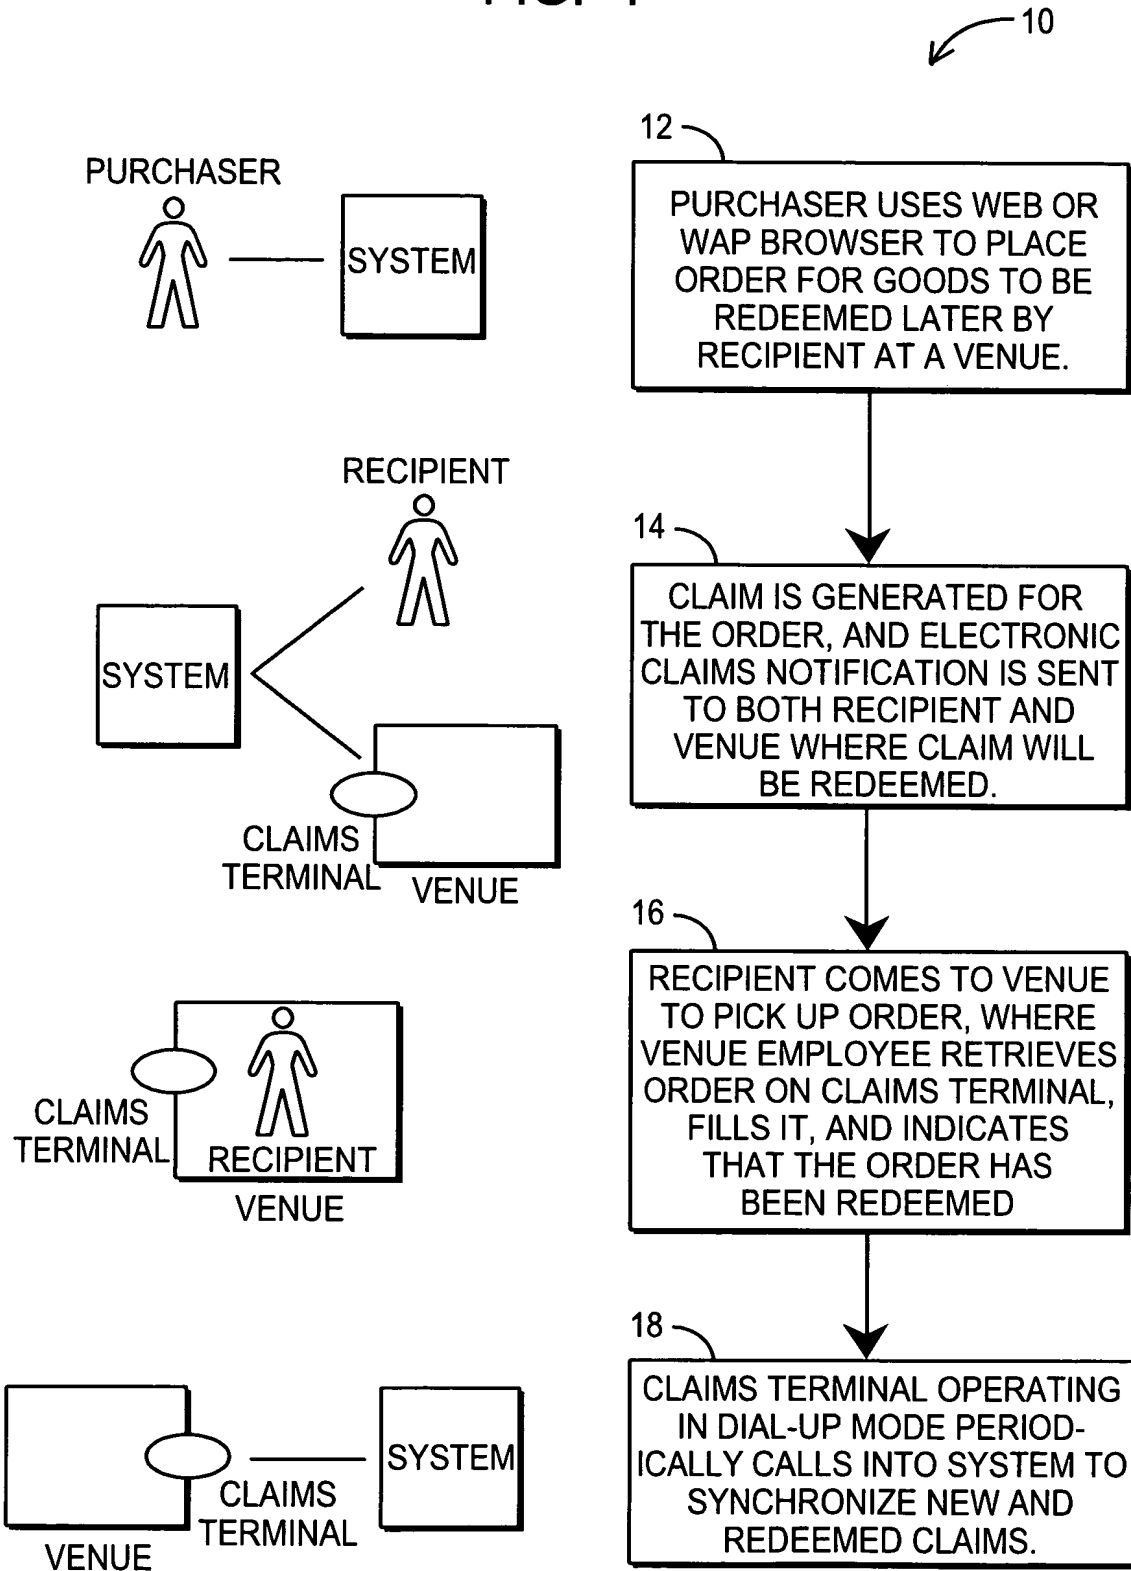 10
12
PURCHASER
PURCHASER USES WEB OR
WAP BROWSER TO PLACE
ORDER FOR GOODS TO BE
REDEEMED LATER BY
RECIPIENT AT A VENUE.
SYSTEM
RECIPIENT
14
CLAIM IS GENERATED FOR
THE ORDER, AND ELECTRONIC
CLAIMS NOTIFICATION IS SENT
TO BOTH RECIPIENT AND
VENUE WHERE CLAIM WILL
BE REDEEMED.
SYSTEM
CLAIMS
TERMINAL
VENUE
16
RECIPIENT COMES TO VENUE
TO PICK UP ORDER, WHERE
VENUE EMPLOYEE RETRIEVES
ORDER ON CLAIMS TERMINAL,
FILLS IT, AND INDICATES
THAT THE ORDER HAS
BEEN REDEEMED
CLAIMS
TERMINAL
RECIPIENT
VENUE
18
CLAIMS TERMINAL OPERATING
IN DIAL-UP MODE PERIOD-
ICALLY CALLS INTO SYSTEM TO
SYNCHRONIZE NEW AND
REDEEMED CLAIMS.
SYSTEM
CLAIMS
TERMINAL
VENUE